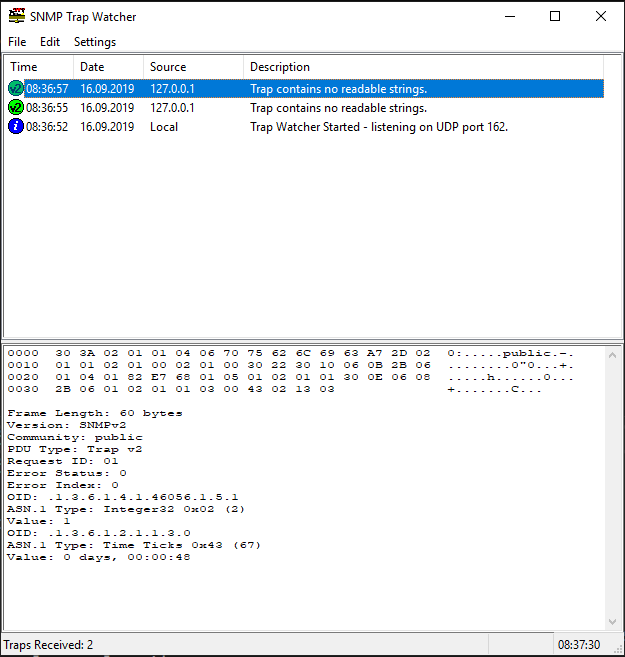 SNMP Trap Watcher
File Edit Settings
Time Date Source Description
08:36:57 16.09.2019 127.0.0.1 Trap contains no readable strings.
08:36:55 16.09.2019 127.0.0.1 Trap contains no readable strings.
08:36:52 16.09.2019 Local Trap Watcher Started - listening on UDP port 162.
0000 30 3A 02 01 01 04 06 70 75 62 6C 69 63 A7 2D 02 0:.....public.-.
0010 01 01 02 01 00 02 01 00 30 22 30 10 06 0B 2B 06 ........0"0...+.
0020 01 04 01 82 E7 68 01 05 01 02 01 01 30 0E 06 08 .....h......0...
0030 2B 06 01 02 01 01 03 00 43 02 13 03 +.......C...
Frame Length: 60 bytes
Version: SNMPv2
Community: public
PDU Type: Trap v2
Request ID: 01
Error Status: 0
Error Index: 0
OID: .1.3.6.1.4.1.46056.1.5.1
ASN.1 Type: Integer32 0x02 (2)
Value: 1
OID: .1.3.6.1.2.1.1.3.0
ASN.1 Type: Time Ticks 0x43 (67)
Value: 0 days, 00:00:48
Traps Received: 2 08:37:30